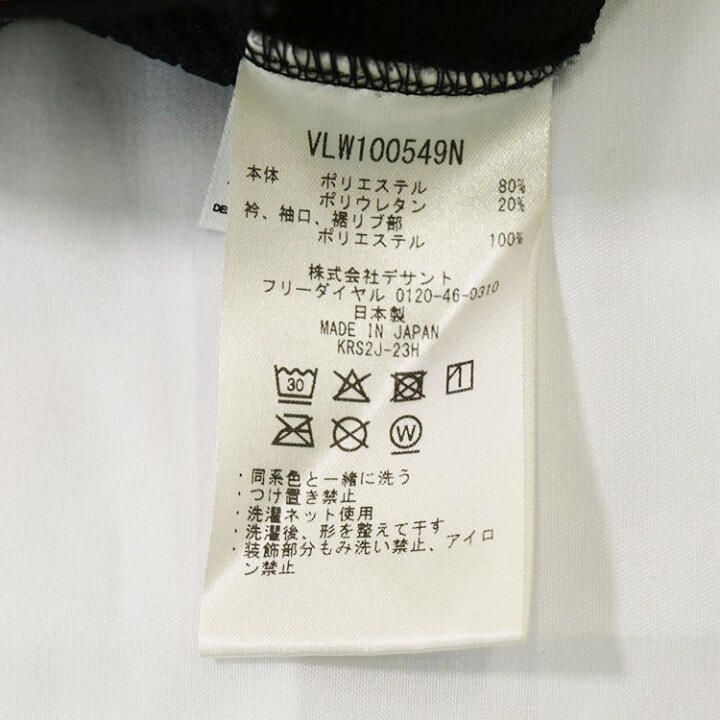 VLW100549N
本体 ポリエステル 80%
ポリウレタン 20%
衿、袖口、裾リブ部
ポリエステル 100%
株式会社デサント
フリーダイヤル 0120-46-0310
日本製
MADE IN JAPAN
KRS2J-23H
30
W
・同系色と一緒に洗う
・つけ置き禁止
・洗濯ネット使用
・洗濯後、形を整えて干す
・装飾部分もみ洗い禁止、アイロ
ン禁止